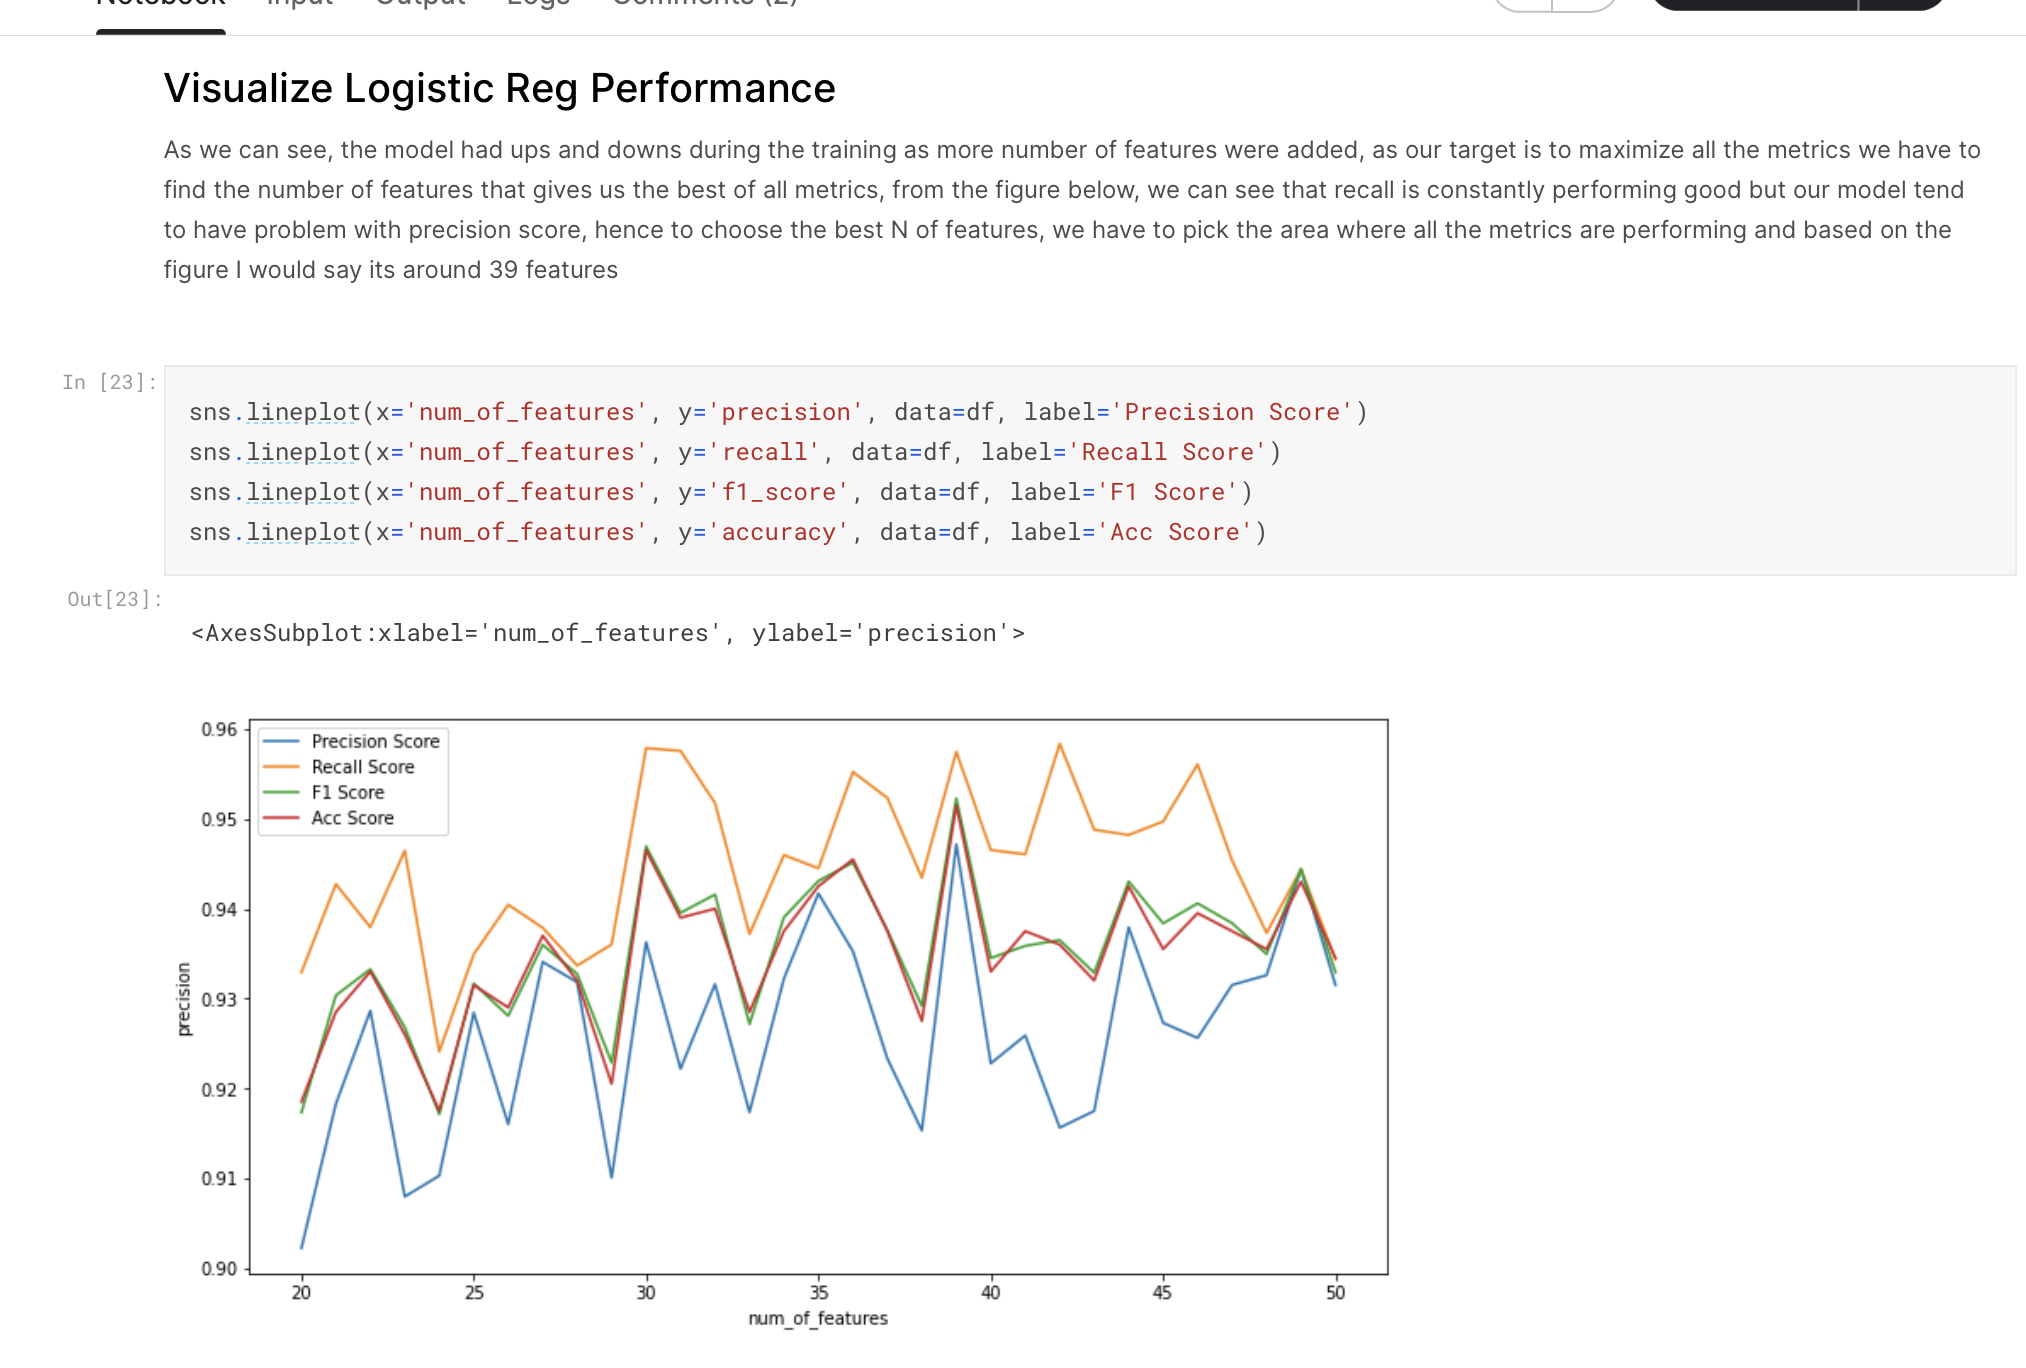 Notebook Input Output Logs Comments (2)
Visualize Logistic Reg Performance
As we can see, the model had ups and downs during the training as more number of features were added, as our target is to maximize all the metrics we have to
find the number of features that gives us the best of all metrics, from the figure below, we can see that recall is constantly performing good but our model tend
to have problem with precision score, hence to choose the best N of features, we have to pick the area where all the metrics are performing and based on the
figure I would say its around 39 features
In [23]:
sns.lineplot(x='num_of_features', y='precision', data=df, label='Precision Score')
sns.lineplot(x='num_of_features', y='recall', data=df, label='Recall Score')
sns.lineplot(x='num_of_features', y='f1_score', data=df, label='F1 Score')
sns.lineplot(x='num_of_features', y='accuracy', data=df, label='Acc Score')
Out[23]:
<AxesSubplot:xlabel='num_of_features', ylabel='precision'>
0.96
0.95
0.94
0.93
0.92
0.91
0.90
precision
Precision Score
Recall Score
F1 Score
Acc Score
20 25 30 35 40 45 50
num_of_features